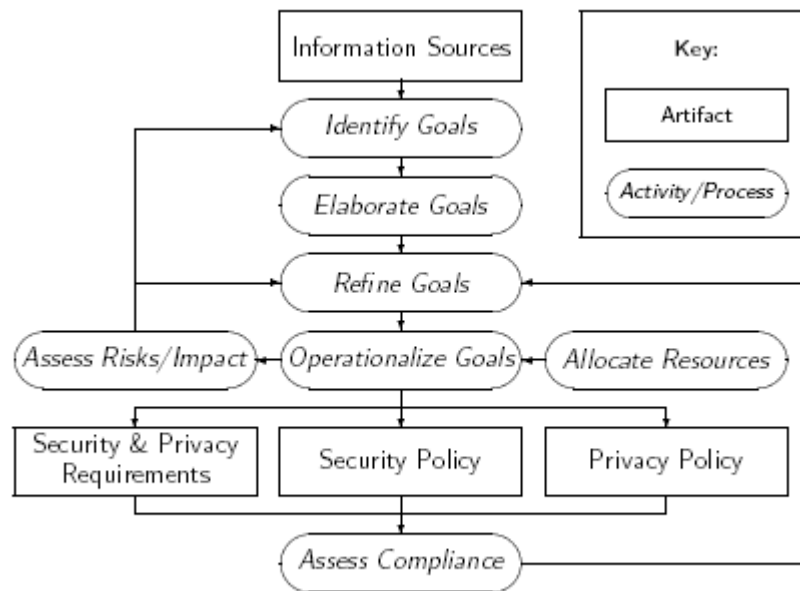 Information Sources
Key:
Artifact
Activity/Process
Identify Goals
Elaborate Goals
Refine Goals
Assess Risks/Impact
Operationalize Goals
Allocate Resources
Security & Privacy
Requirements
Security Policy
Privacy Policy
Assess Compliance